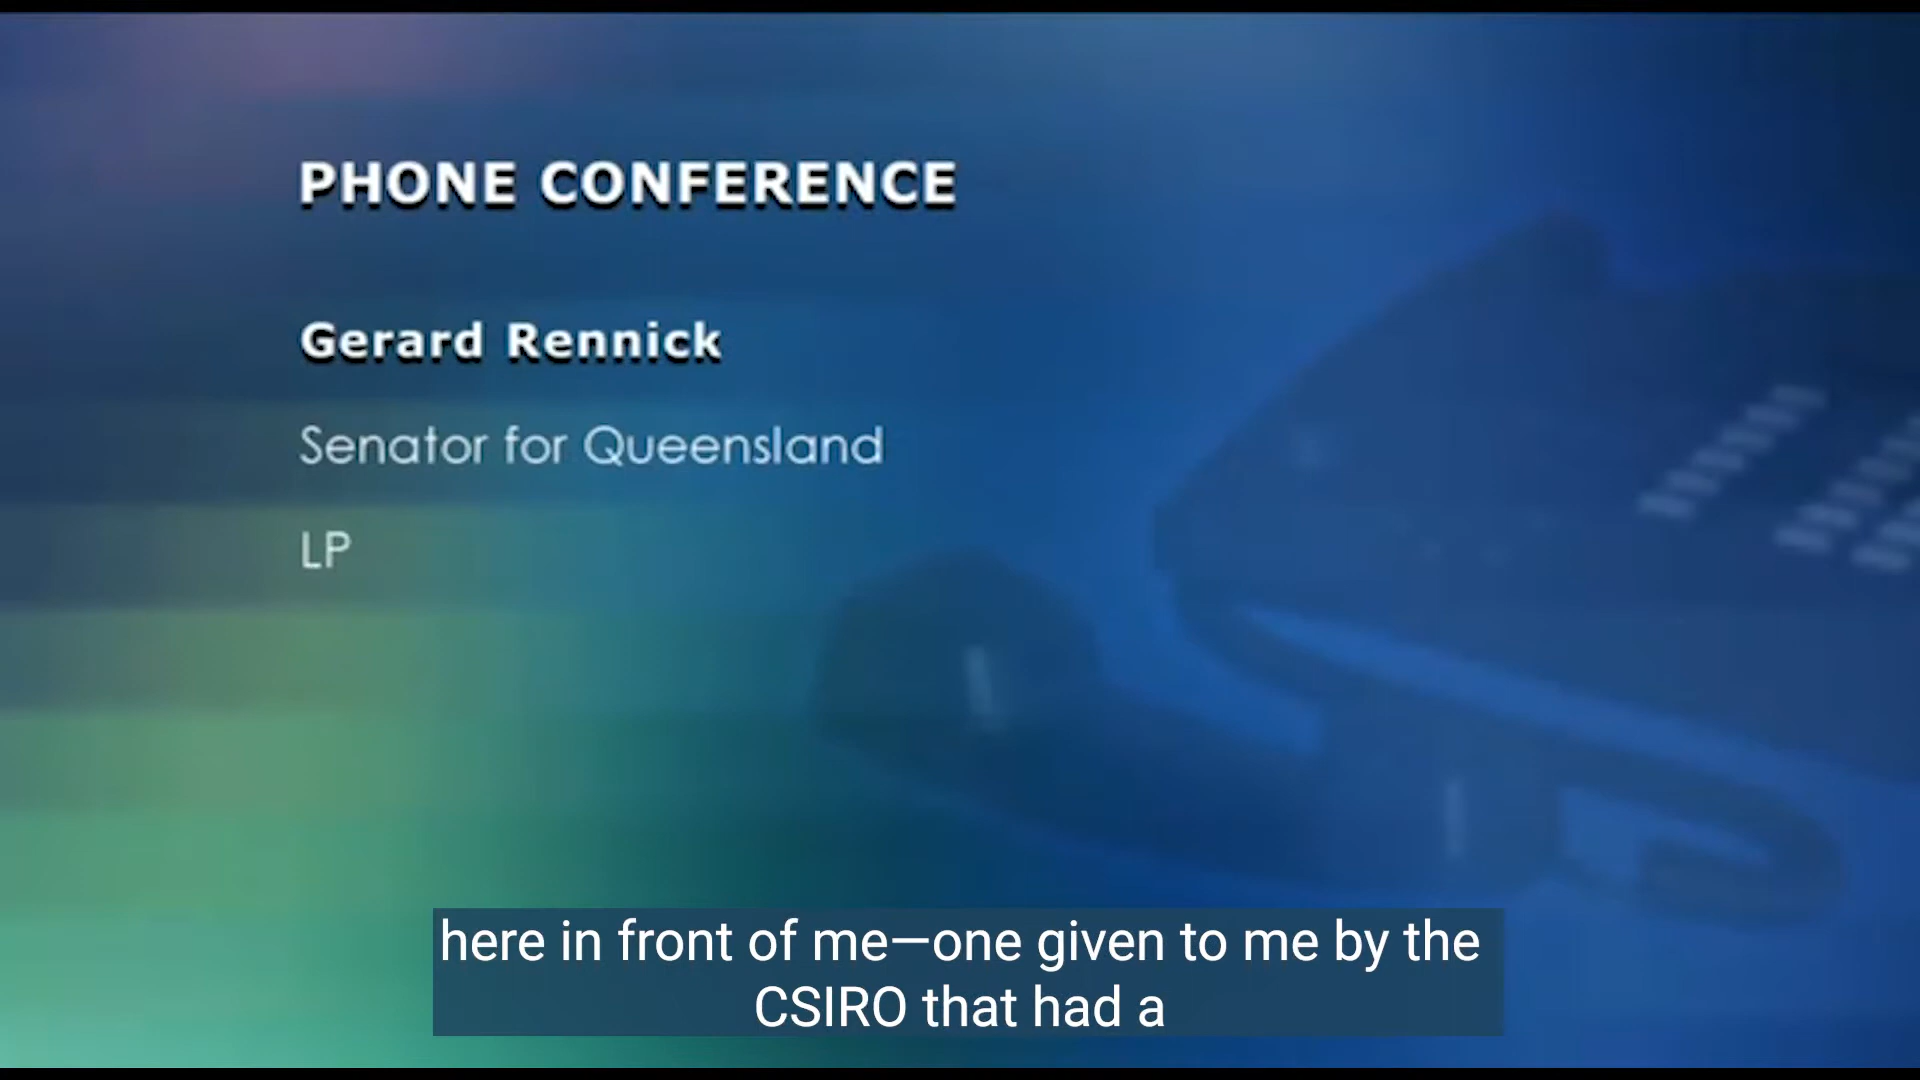 PHONE CONFERENCE
Gerard Rennick
Senator for Queensland
LP
here in front of me—one given to me by the
CSIRO that had a